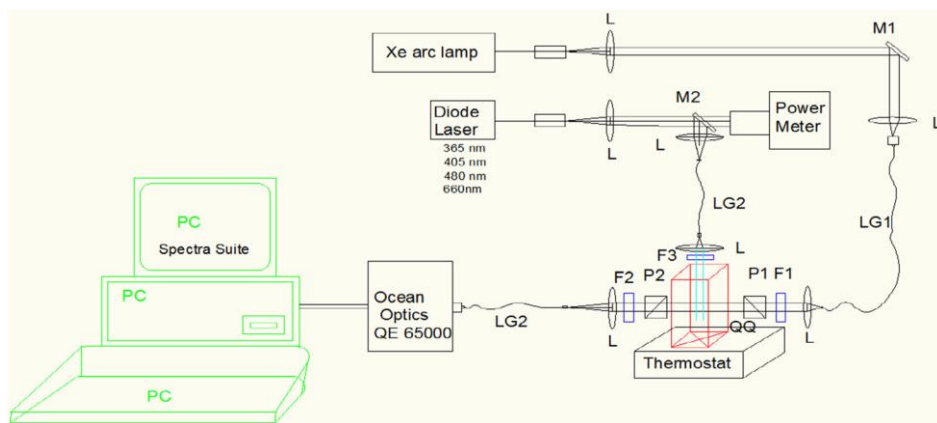 L
M1
Xe arc lamp
L
M2
Power
Meter
Diode
Laser
365 nm
405 nm
480 nm
660nm
L
L
LG2
LG1
PC
Spectra Suite
PC
PC
Ocean
Optics
QE 65000
LG2
L
F3
F2
P2
P1
F1
L
L
QQ
Thermostat